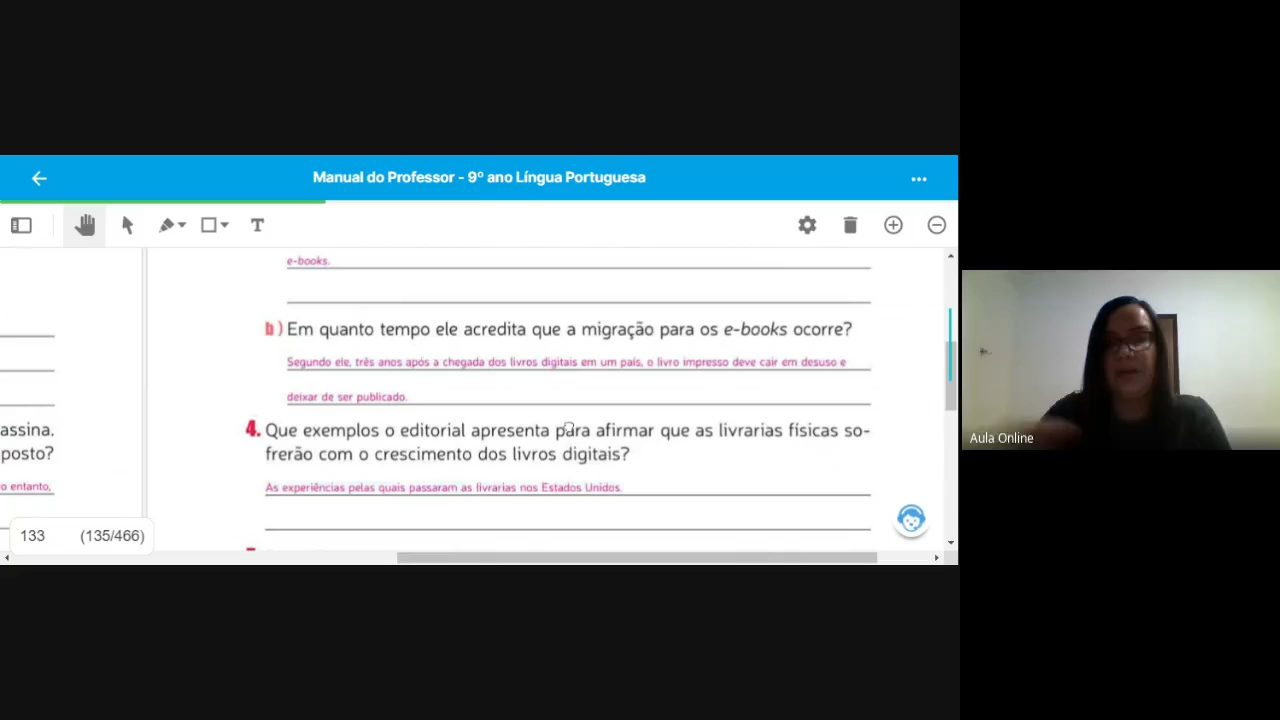 Manual do Professor - 9º ano Língua Portuguesa
T
e-books.
b) Em quanto tempo ele acredita que a migração para os e-books ocorre?
Segundo ele, três anos após a chegada dos livros digitais em um país, o livro impresso deve cair em desuso e
deixar de ser publicado.
assina,
posto?
o entanto,
4. Que exemplos o editorial apresenta para afirmar que as livrarias físicas so-
frerão com o crescimento dos livros digitais?
As experiências pelas quais passaram as livrarias nos Estados Unidos.
133 (135/466)
Aula Online